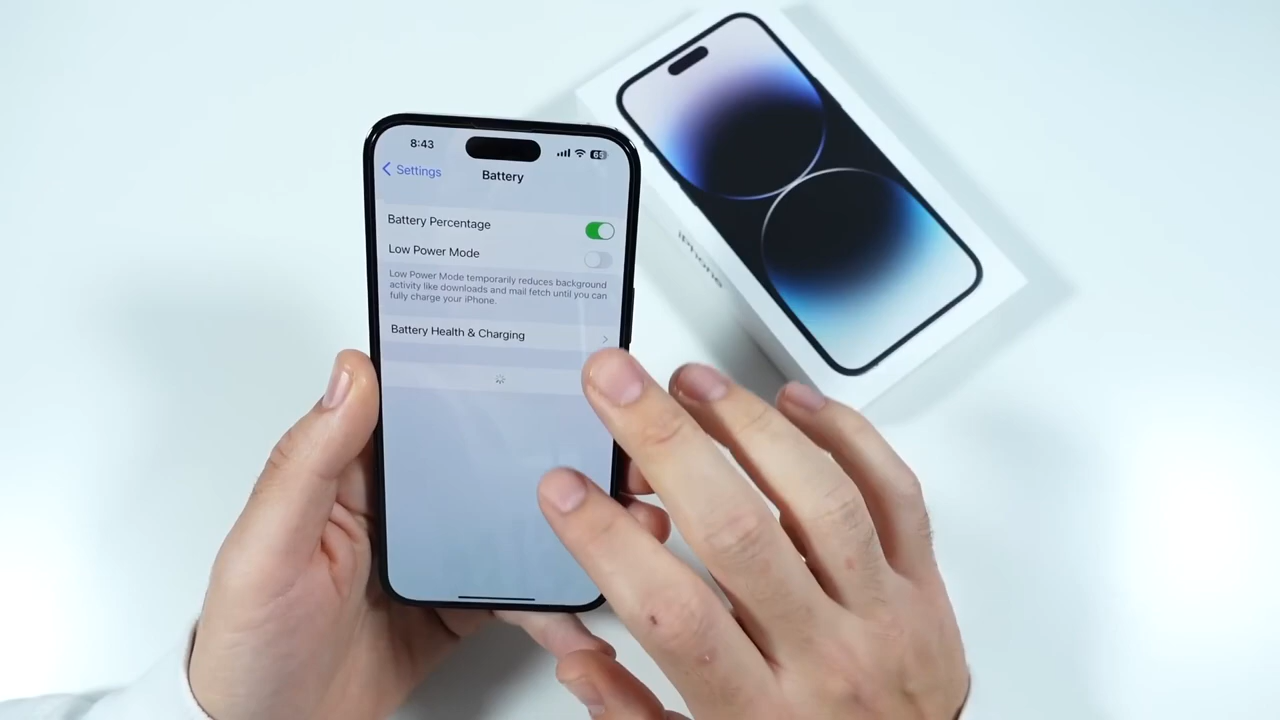 8:43
Settings
Battery
Battery Percentage
Low Power Mode
Low Power Mode temporarily reduces background
activity like downloads and mail fetch until you can
fully charge your iPhone.
Battery Health & Charging
iPhone